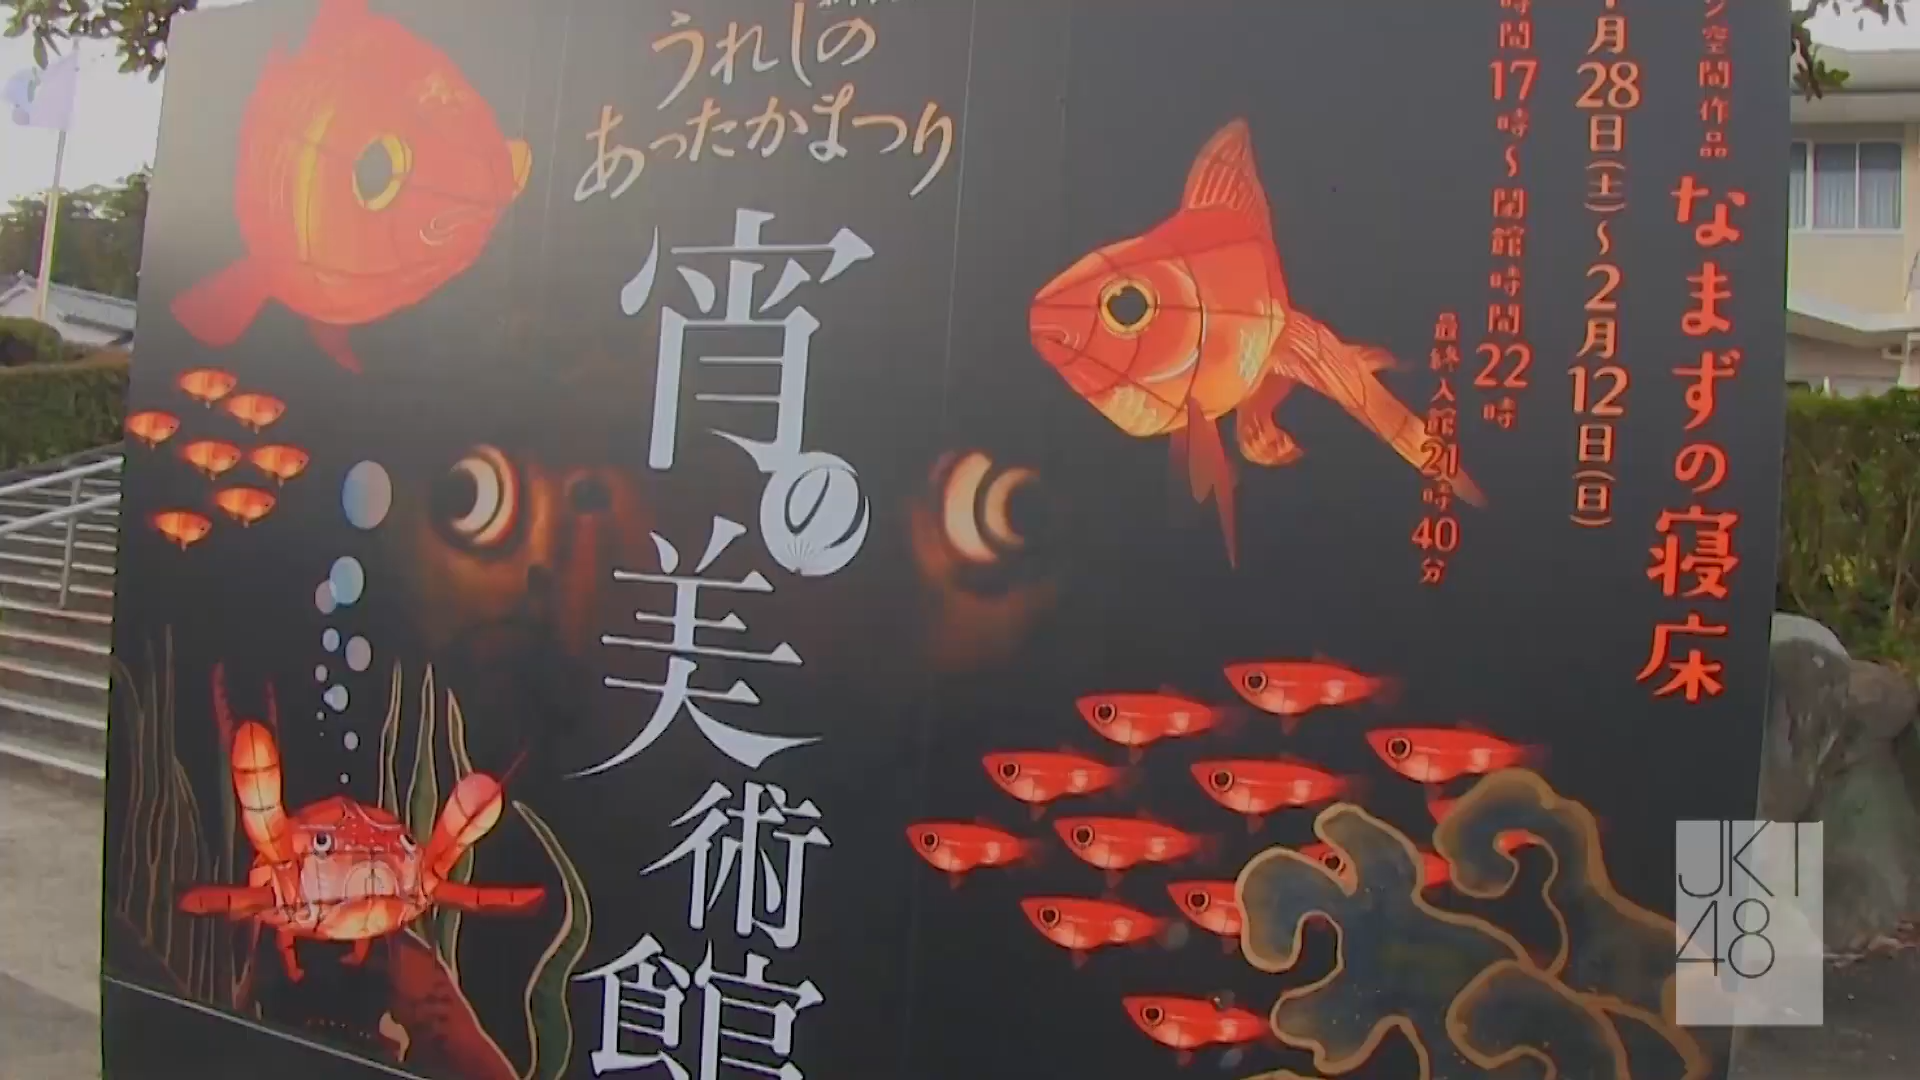 うれしの
あったかまつり
宵の美術館
空間作品 なまずの寝床
月28日(土)～2月12日(日)
時間17時～閉館時間22時
最終入館21時40分
JKT
48